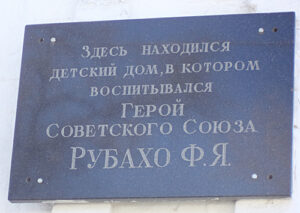 Здесь находился
детский дом, в котором
воспитывался
Герой
Советского Союза
Рубахо Ф.Я.